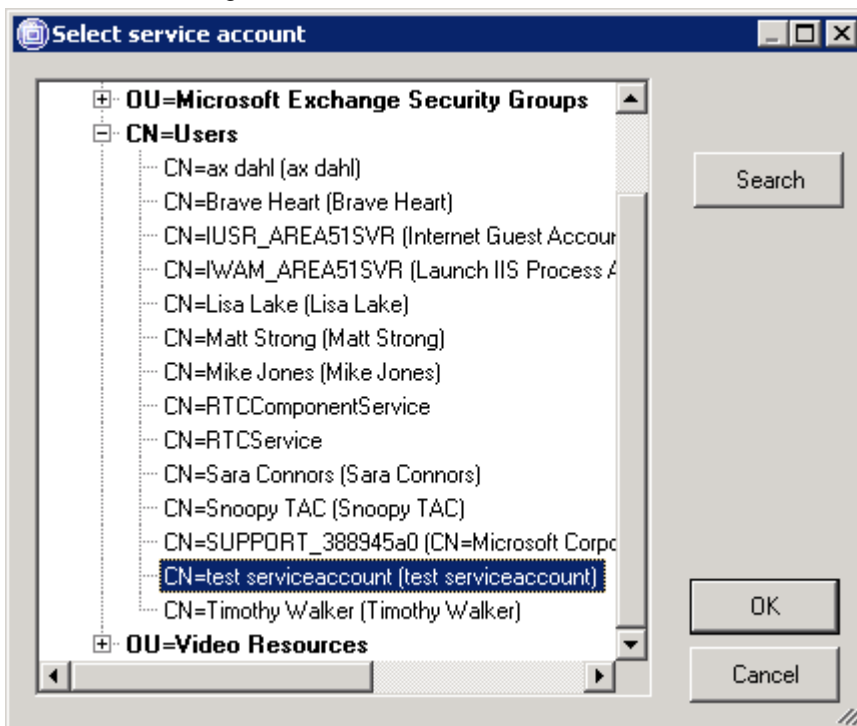 Select service account
OU=Microsoft Exchange Security Groups
CN=Users
CN=ax dahl (ax dahl)
Search
CN=Brave Heart (Brave Heart)
CN=IUSR_AREA51SVR (Internet Guest Accour
CN=IWAM_AREA51SVR (Launch IIS Process A
CN=Lisa Lake (Lisa Lake)
CN=Matt Strong (Matt Strong)
CN=Mike Jones (Mike Jones)
CN=RTCComponentService
CN=RTCService
CN=Sara Connors (Sara Connors)
CN=Snoopy TAC (Snoopy TAC)
CN=SUPPORT_388945a0 (CN=Microsoft Corpo
CN=test serviceaccount (test serviceaccount)
CN=Timothy Walker (Timothy Walker)
OK
OU=Video Resources
Cancel